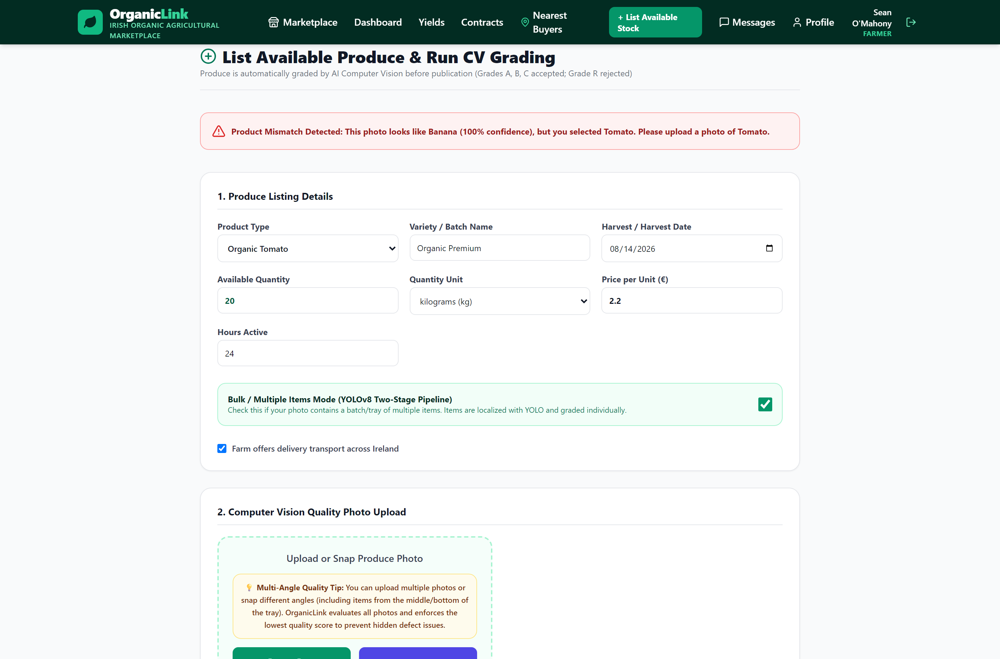 OrganicLink
IRISH ORGANIC AGRICULTURAL
MARKETPLACE
Marketplace
Dashboard
Yields
Contracts
Nearest
Buyers
+ List Available
Stock
Messages
Profile
Sean
O'Mahony
FARMER
List Available Produce & Run CV Grading
Produce is automatically graded by AI Computer Vision before publication (Grades A, B, C accepted; Grade R rejected)
Product Mismatch Detected: This photo looks like Banana (100% confidence), but you selected Tomato. Please upload a photo of Tomato.
1. Produce Listing Details
Product Type
Variety / Batch Name
Harvest / Harvest Date
Organic Tomato
Organic Premium
08/14/2026
Available Quantity
Quantity Unit
Price per Unit (€)
20
kilograms (kg)
2.2
Hours Active
24
Bulk / Multiple Items Mode (YOLOv8 Two-Stage Pipeline)
Check this if your photo contains a batch/tray of multiple items. Items are localized with YOLO and graded individually.
Farm offers delivery transport across Ireland
2. Computer Vision Quality Photo Upload
Upload or Snap Produce Photo
💡 Multi-Angle Quality Tip: You can upload multiple photos or
snap different angles (including items from the middle/bottom of
the tray). OrganicLink evaluates all photos and enforces the
lowest quality score to prevent hidden defect issues.